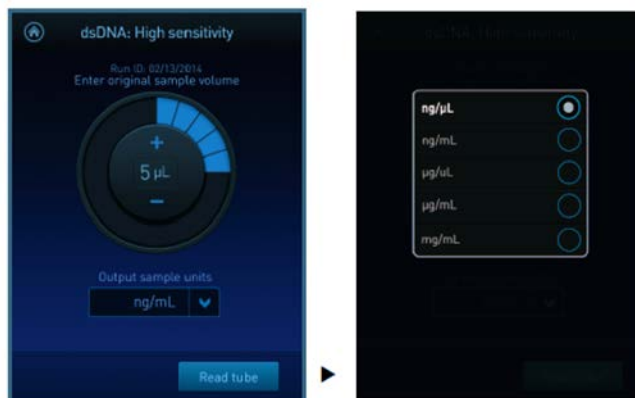 dsDNA: High sensitivity
Run ID: 02/13/2014
Enter original sample volume
+
5 µL
−
Output sample units
ng/mL
Read tube
ng/µL
ng/mL
µg/uL
µg/mL
mg/mL